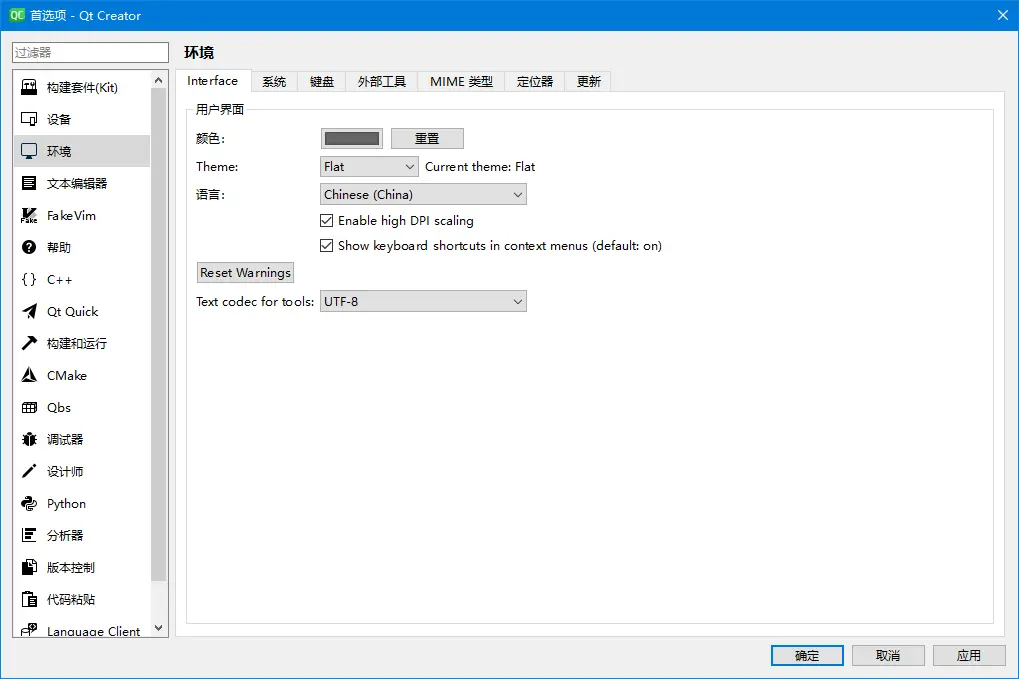 QC 首选项 - Qt Creator
过滤器
构建套件(Kit)
设备
环境
文本编辑器
FakeVim
帮助
C++
Qt Quick
构建和运行
CMake
Qbs
调试器
设计师
Python
分析器
版本控制
代码粘贴
Language Client
环境
Interface 系统 键盘 外部工具 MIME 类型 定位器 更新
用户界面
颜色: 重置
Theme: Flat Current theme: Flat
语言: Chinese (China)
Enable high DPI scaling
Show keyboard shortcuts in context menus (default: on)
Reset Warnings
Text codec for tools: UTF-8
确定 取消 应用